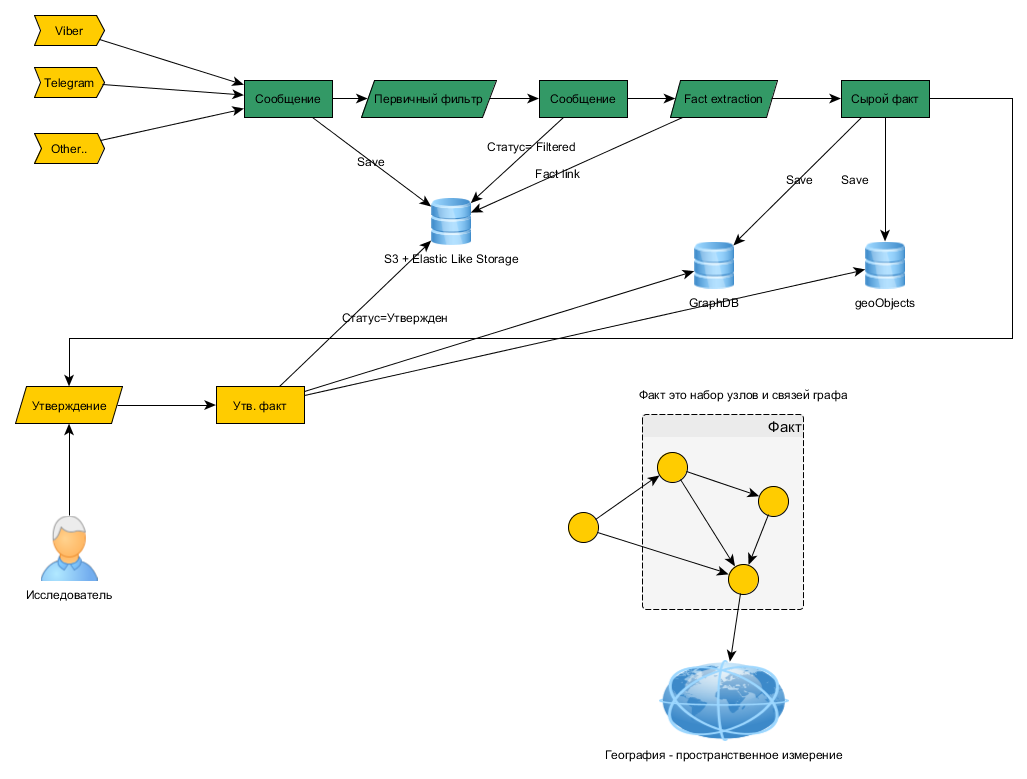 Viber
Telegram
Other..
Сообщение
Первичный фильтр
Сообщение
Fact extraction
Сырой факт
Save
Статус= Filtered
Fact link
Save
Save
S3 + Elastic Like Storage
GraphDB
geoObjects
Статус=Утвержден
Утверждение
Утв. факт
Исследователь
Факт это набор узлов и связей графа
Факт
География - пространственное измерение